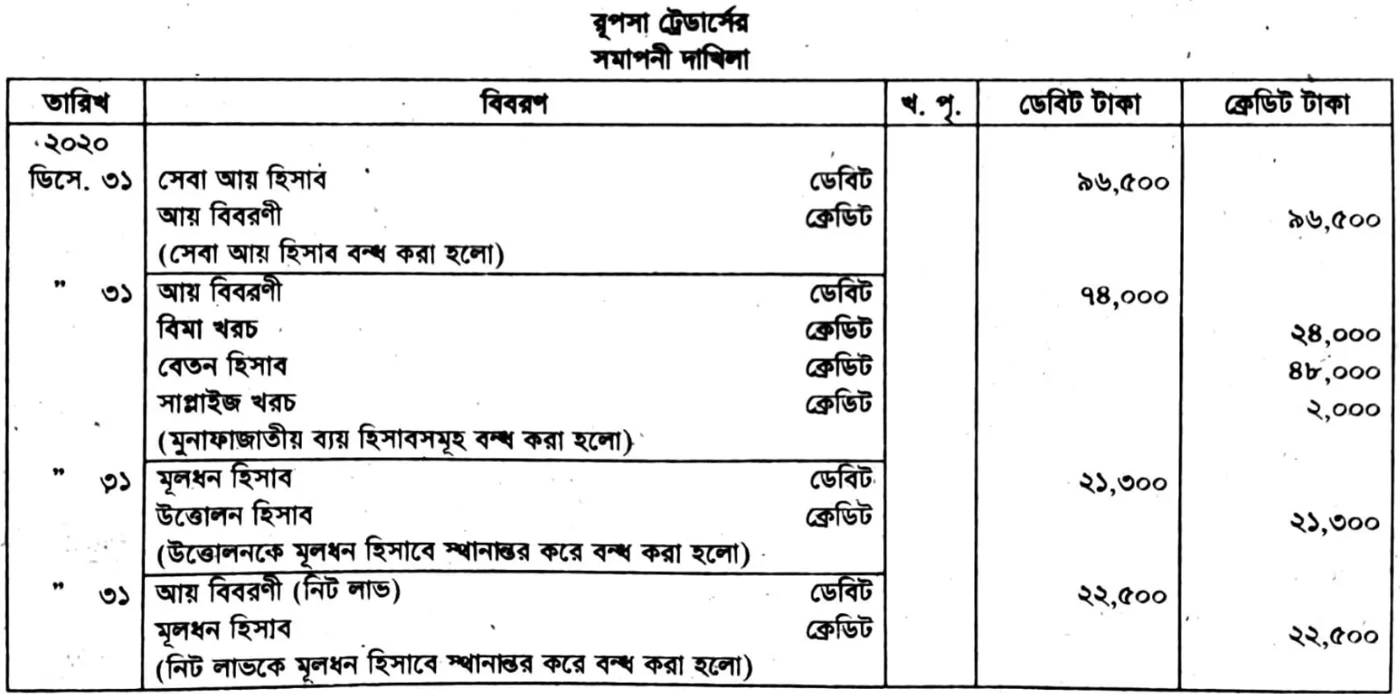 রূপসা ট্রেডার্সের
সমাপনী দাখিলা
তারিখ বিবরণ খ. পৃ. ডেবিট টাকা ক্রেডিট টাকা
২০২০
ডিসে. ৩১ সেবা আয় হিসাব ডেবিট ৯৬,৫০০
আয় বিবরণী ক্রেডিট ৯৬,৫০০
(সেবা আয় হিসাব বন্ধ করা হলো)
” ৩১ আয় বিবরণী ডেবিট ৭৪,০০০
বিমা খরচ ক্রেডিট ২৪,০০০
বেতন হিসাব ক্রেডিট ৪৮,০০০
সাপ্লাইজ খরচ ক্রেডিট ২,০০০
(মুনাফাজাতীয় ব্যয় হিসাবসমূহ বন্ধ করা হলো)
” ৩১ মূলধন হিসাব ডেবিট ২১,৩০০
উত্তোলন হিসাব ক্রেডিট ২১,৩০০
(উত্তোলনকে মূলধন হিসাবে স্থানান্তর করে বন্ধ করা হলো)
” ৩১ আয় বিবরণী (নিট লাভ) ডেবিট ২২,৫০০
মূলধন হিসাব ক্রেডিট ২২,৫০০
(নিট লাভকে মূলধন হিসাবে স্থানান্তর করে বন্ধ করা হলো)